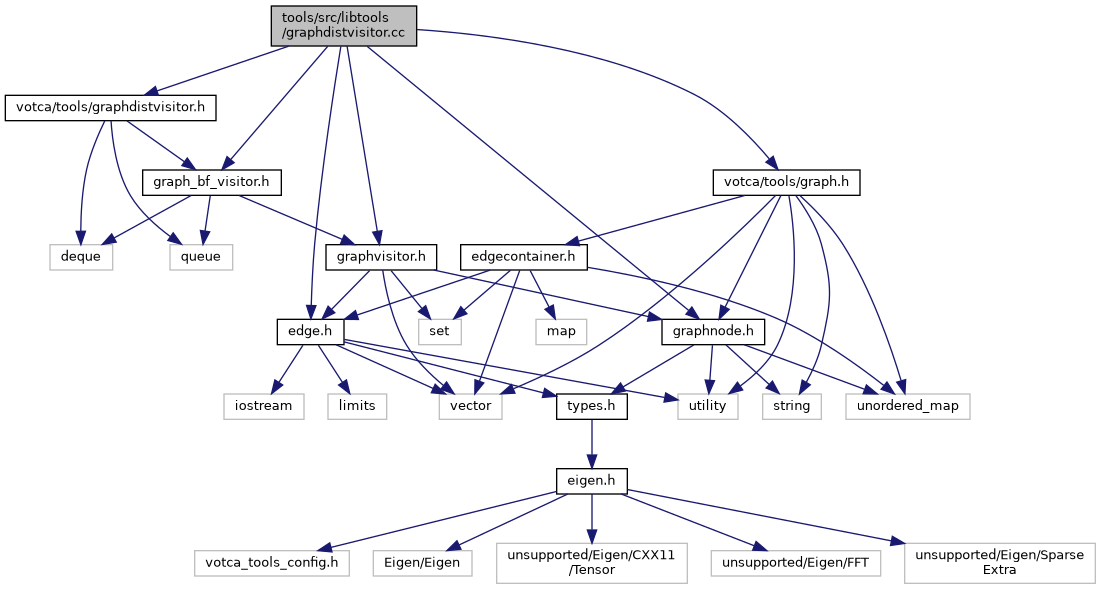 tools/src/libtools
/graphdistvisitor.cc
votca/tools/graphdistvisitor.h
graph_bf_visitor.h
votca/tools/graph.h
deque
queue
graphvisitor.h
edgecontainer.h
edge.h
set
map
graphnode.h
iostream
limits
vector
types.h
utility
string
unordered_map
eigen.h
votca_tools_config.h
Eigen/Eigen
unsupported/Eigen/CXX11
/Tensor
unsupported/Eigen/FFT
unsupported/Eigen/Sparse
Extra